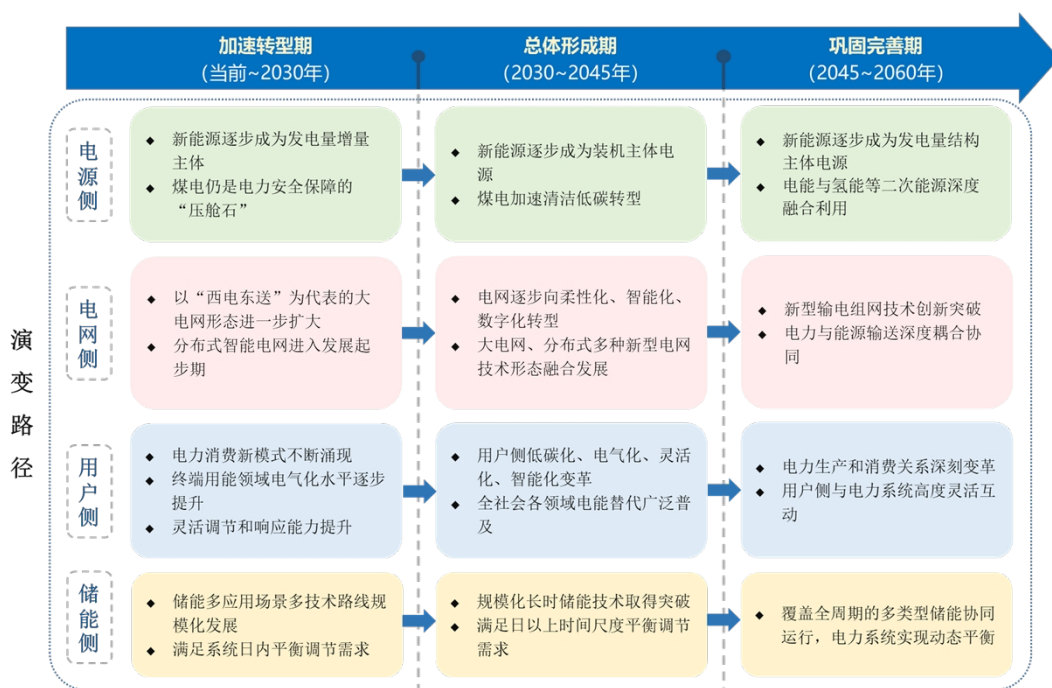 加速转型期
(当前~2030年)
总体形成期
(2030~2045年)
巩固完善期
(2045~2060年)
演变路径
电源侧
◆ 新能源逐步成为发电量增量
主体
◆ 煤电仍是电力安全保障的
“压舱石”
◆ 新能源逐步成为装机主体电
源
◆ 煤电加速清洁低碳转型
◆ 新能源逐步成为发电量结构
主体电源
◆ 电能与氢能等二次能源深度
融合利用
电网侧
◆ 以“西电东送”为代表的大
电网形态进一步扩大
◆ 分布式智能电网进入发展起
步期
◆ 电网逐步向柔性化、智能化、
数字化转型
◆ 大电网、分布式多种新型电网
技术形态融合发展
◆ 新型输电组网技术创新突破
◆ 电力与能源输送深度耦合协
同
用户侧
◆ 电力消费新模式不断涌现
◆ 终端用能领域电气化水平逐步
提升
◆ 灵活调节和响应能力提升
◆ 用户侧低碳化、电气化、灵活
化、智能化变革
◆ 全社会各领域电能替代广泛普
及
◆ 电力生产和消费关系深刻变革
◆ 用户侧与电力系统高度灵活互
动
储能侧
◆ 储能多应用场景多技术路线规
模化发展
◆ 满足系统日内平衡调节需求
◆ 规模化长时储能技术取得突破
◆ 满足日以上时间尺度平衡调节
需求
◆ 覆盖全周期的多类型储能协同
运行，电力系统实现动态平衡